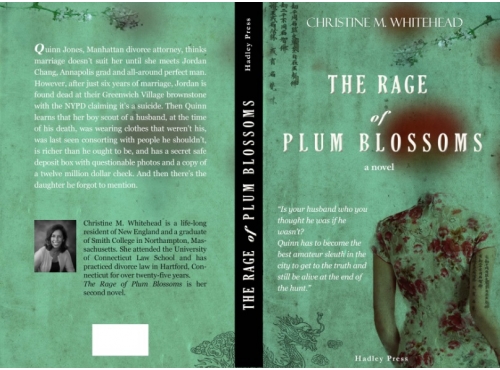 Quinn Jones, Manhattan divorce attorney, thinks
marriage doesn't suit her until she meets Jordan
Chang, Annapolis grad and all-around perfect man.
However, after just six years of marriage, Jordan is
found dead at their Greenwich Village brownstone
with the NYPD claiming it's a suicide. Then Quinn
learns that her boy scout of a husband, at the time
of his death, was wearing clothes that weren't his,
was last seen consorting with people he shouldn't,
is richer than he ought to be, and has a secret safe
deposit box with questionable photos and a copy of
a twelve million dollar check. And then there's the
daughter he forgot to mention.
Christine M. Whitehead is a life-long
resident of New England and a graduate
of Smith College in Northampton, Mas-
sachusetts. She attended the University
of Connecticut Law School and has
practiced divorce law in Hartford, Con-
necticut for over twenty-five years.
The Rage of Plum Blossoms is her
second novel.
Hadley Press
THE RAGE of PLUM BLOSSOMS
CHRISTINE M. WHITEHEAD
THE RAGE
of
PLUM BLOSSOMS
a novel
"Is your husband who you
thought he was if he
wasn't?
Quinn has to become the
best amateur sleuth in the
city to get to the truth and
still be alive at the end of
the hunt."
Hadley Press